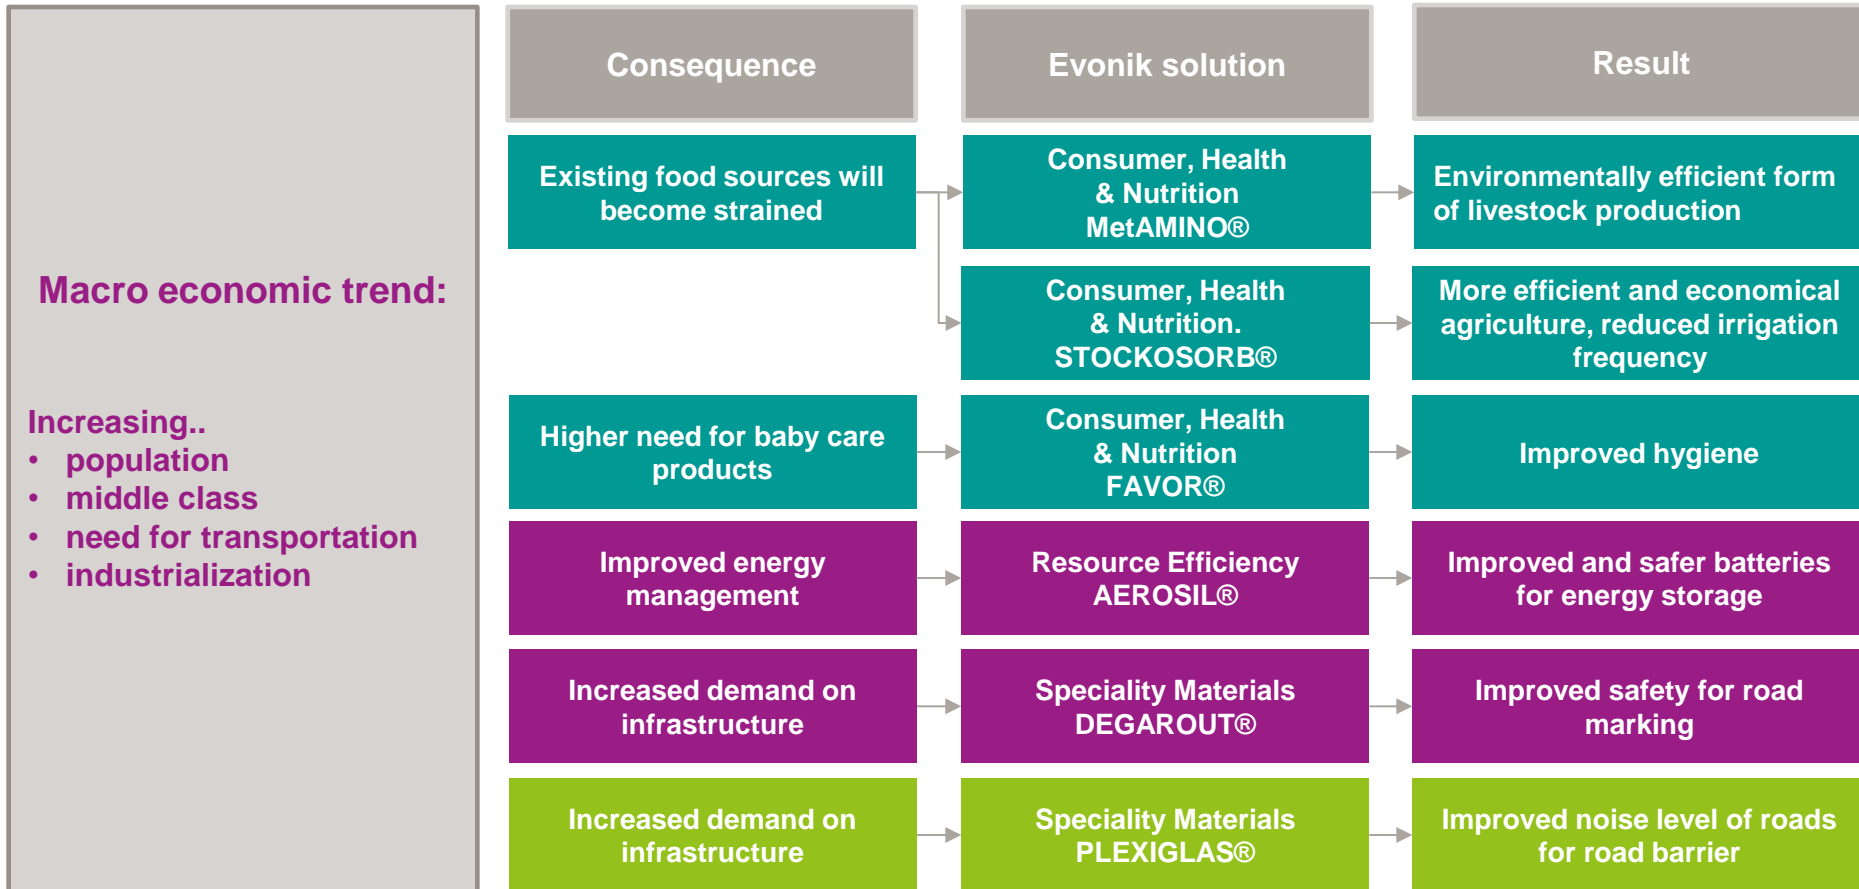 Macro economic trend:
Increasing..
• population
• middle class
• need for transportation
• industrialization
Consequence
Evonik solution
Result
Existing food sources will
become strained
Consumer, Health
& Nutrition
MetAMINO®
Environmentally efficient form
of livestock production
Consumer, Health
& Nutrition.
STOCKOSORB®
More efficient and economical
agriculture, reduced irrigation
frequency
Higher need for baby care
products
Consumer, Health
& Nutrition
FAVOR®
Improved hygiene
Improved energy
management
Resource Efficiency
AEROSIL®
Improved and safer batteries
for energy storage
Increased demand on
infrastructure
Speciality Materials
DEGAROUT®
Improved safety for road
marking
Increased demand on
infrastructure
Speciality Materials
PLEXIGLAS®
Improved noise level of roads
for road barrier